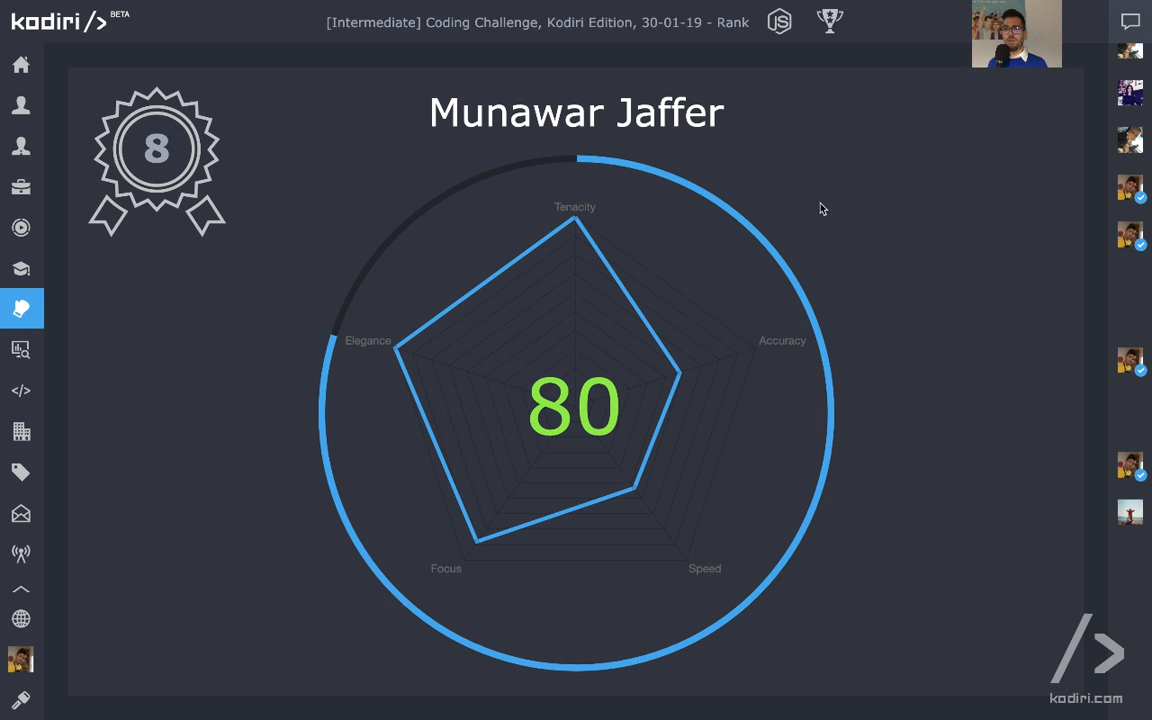 kodiri/> BETA
[Intermediate] Coding Challenge, Kodiri Edition, 30-01-19 - Rank
JS
8
Munawar Jaffer
Tenacity
Elegance
Accuracy
80
Focus
Speed
/>
kodiri.com